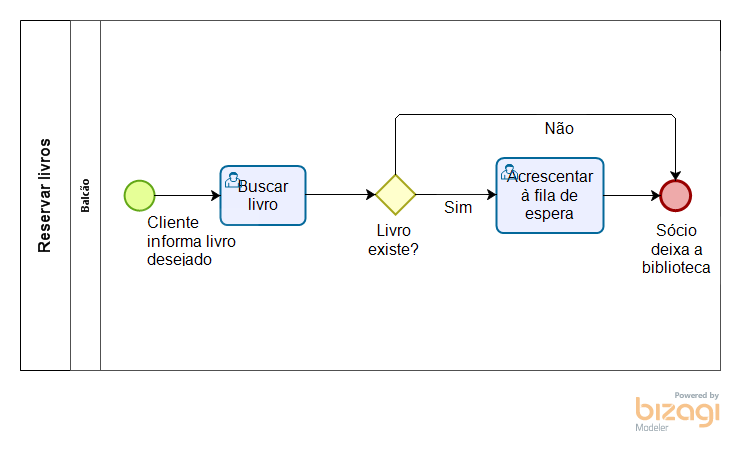 Reservar livros
Balcão
Cliente
informa livro
desejado
Buscar
livro
Livro
existe?
Sim
Não
Acrescentar
à fila de
espera
Sócio
deixa a
biblioteca
Powered by
bizagi
Modeler